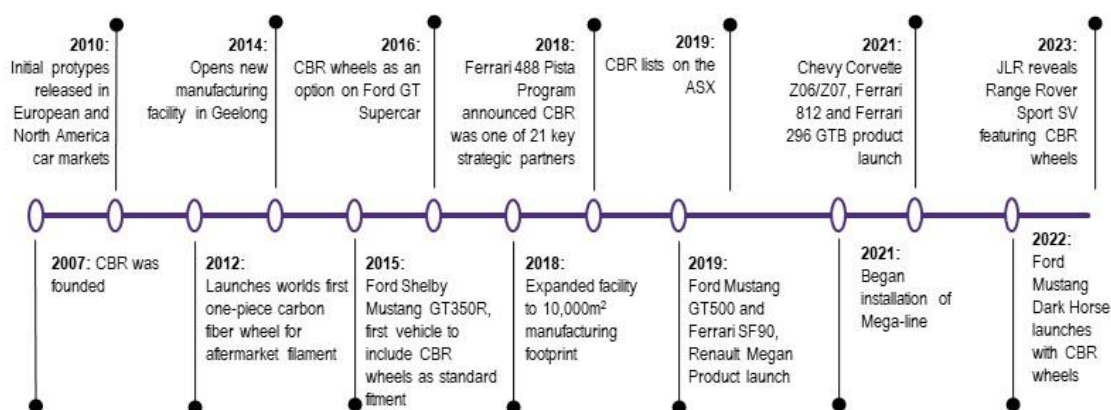 2010:
Initial protypes
released in
European and
North America
car markets
2014:
Opens new
manufacturing
facility in Geelong
2016:
CBR wheels as an
option on Ford GT
Supercar
2018:
Ferrari 488 Pista
Program
announced CBR
was one of 21 key
strategic partners
2019:
CBR lists on the
ASX
2021:
Chevy Corvette
Z06/Z07, Ferrari
812 and Ferrari
296 GTB product
launch
2023:
JLR reveals
Range Rover
Sport SV
featuring CBR
wheels
2007: CBR was
founded
2012:
Launches worlds first
one-piece carbon
fiber wheel for
aftermarket filament
2015:
Ford Shelby
Mustang GT350R,
first vehicle to
include CBR
wheels as standard
fitment
2018:
Expanded facility
to 10,000m²
manufacturing
footprint
2019:
Ford Mustang
GT500 and
Ferrari SF90,
Renault Megan
Product launch
2021:
Began
installation of
Mega-line
2022:
Ford
Mustang
Dark Horse
launches
with CBR
wheels